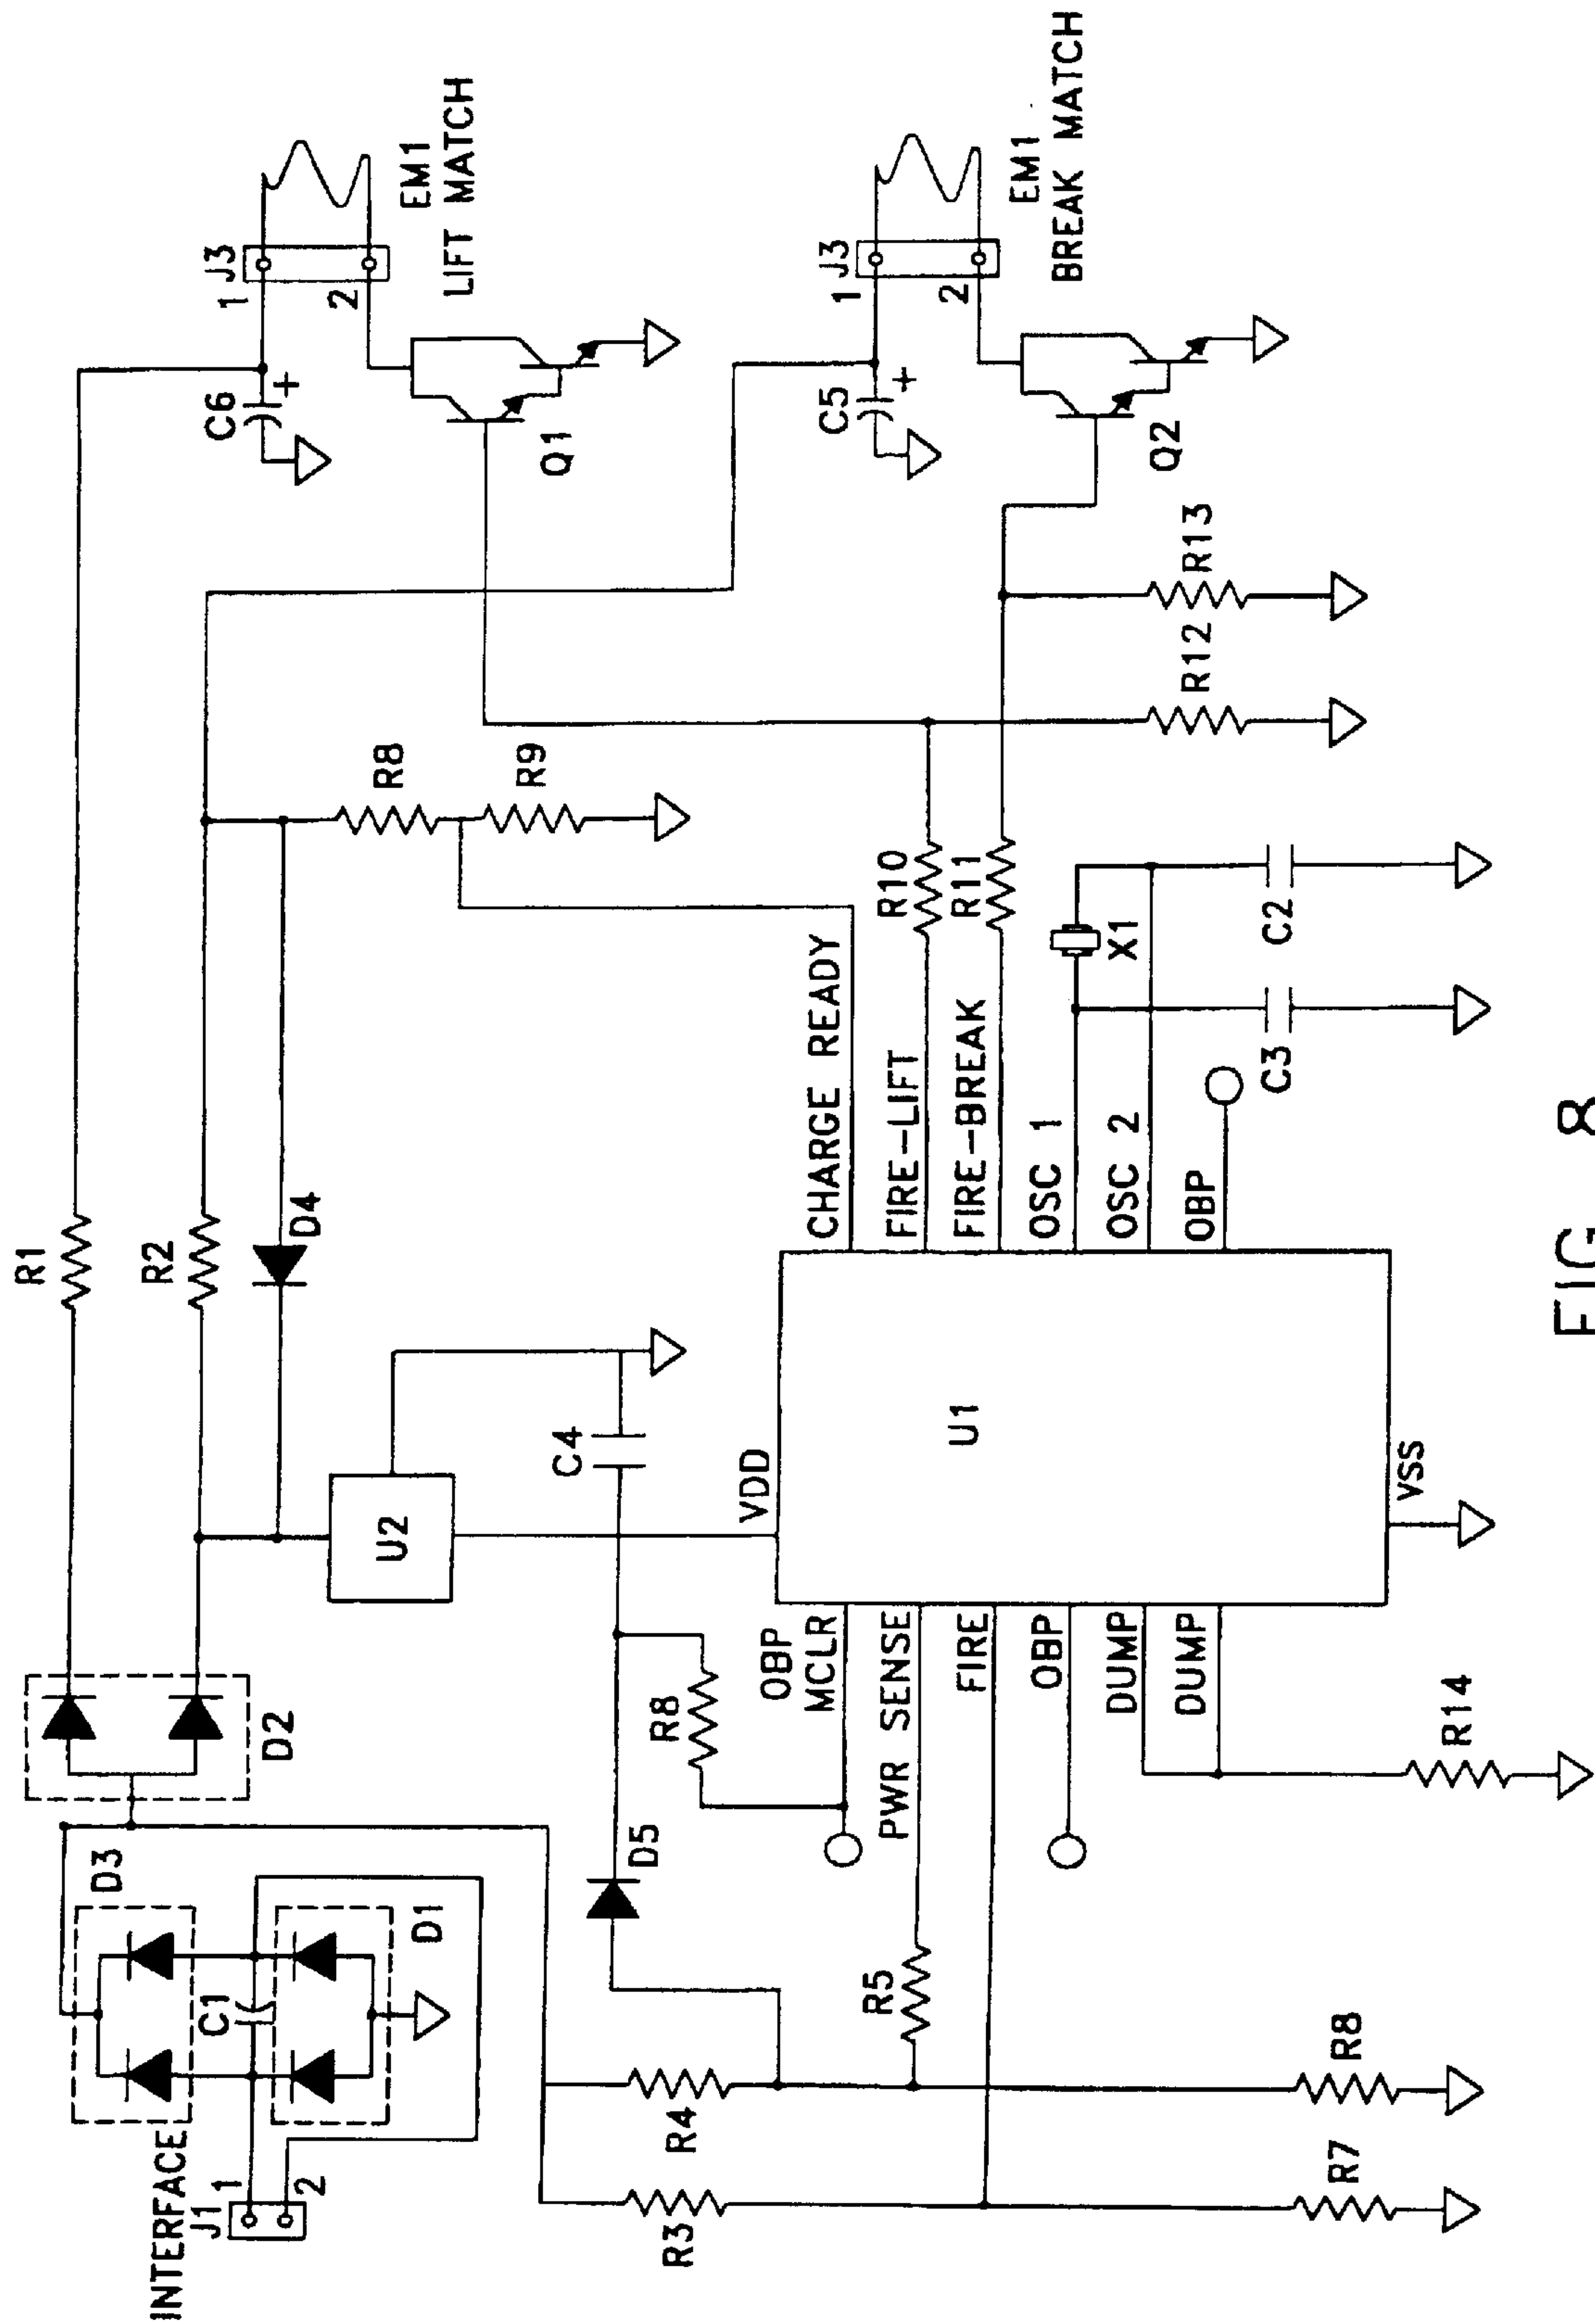 INTERFACE
J1
1
2
D3
C1
D1
D2
R1
R2
D4
U2
C4
D5
R8
R3
R4
R5
R7
R8
R14
U1
VDD
VSS
OBP
MCLR
PWR SENSE
FIRE
OBP
DUMP
DUMP
CHARGE READY
FIRE-LIFT
FIRE-BREAK
OSC 1
OSC 2
OBP
R8
R9
R10
R11
X1
C3
C2
R12
R13
C6
+
J3
1
2
EM1
LIFT MATCH
Q1
C5
+
J3
1
2
EM1
BREAK MATCH
Q2
FIG. 8